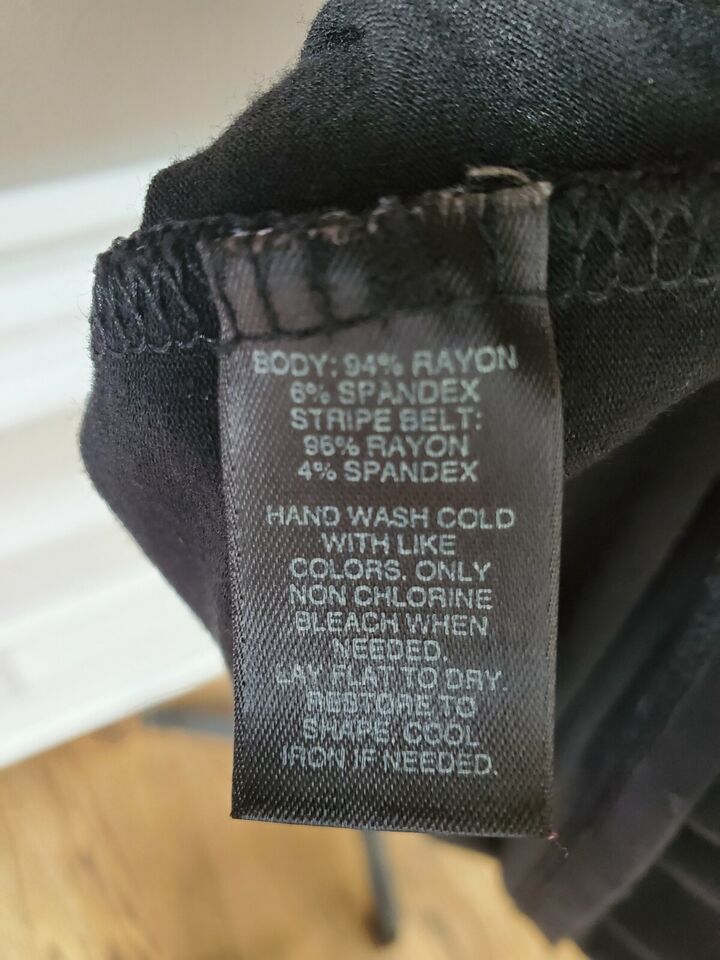 BODY: 94% RAYON
6% SPANDEX
STRIPE BELT:
96% RAYON
4% SPANDEX
HAND WASH COLD
WITH LIKE
COLORS. ONLY
NON CHLORINE
BLEACH WHEN
NEEDED.
LAY FLAT TO DRY.
RESTORE TO
SHAPE. COOL
IRON IF NEEDED.